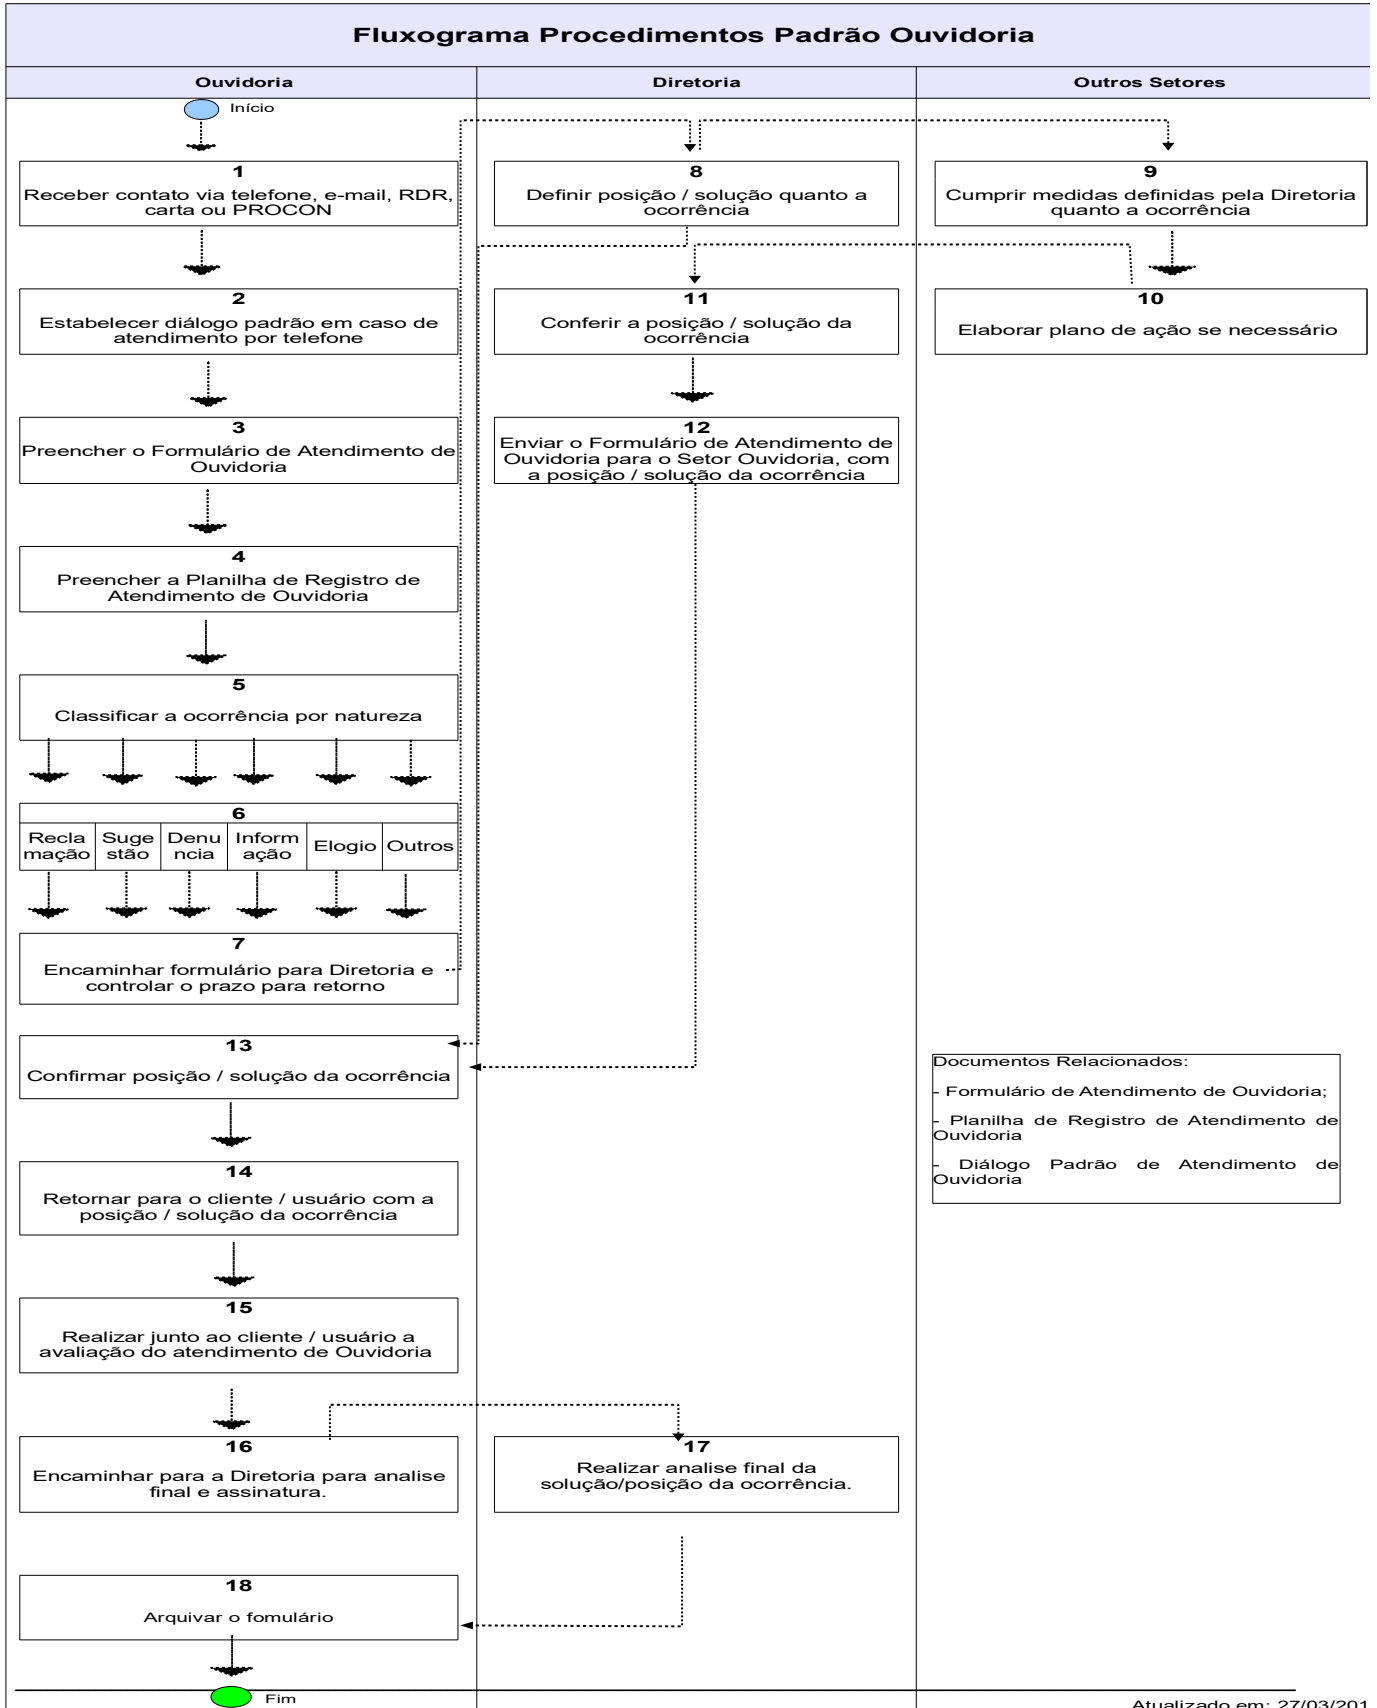 Fluxograma Procedimentos Padrão Ouvidoria
Ouvidoria
Diretoria
Outros Setores
Início
1
Receber contato via telefone, e-mail, RDR,
carta ou PROCON
8
Definir posição / solução quanto a
ocorrência
9
Cumprir medidas definidas pela Diretoria
quanto a ocorrência
2
Estabelecer diálogo padrão em caso de
atendimento por telefone
11
Conferir a posição / solução da
ocorrência
10
Elaborar plano de ação se necessário
3
Preencher o Formulário de Atendimento de
Ouvidoria
12
Enviar o Formulário de Atendimento de
Ouvidoria para o Setor Ouvidoria, com
a posição / solução da ocorrência
4
Preencher a Planilha de Registro de
Atendimento de Ouvidoria
5
Classificar a ocorrência por natureza
6
Recla
mação
Suge
stão
Denu
ncia
Inform
ação
Elogio
Outros
7
Encaminhar formulário para Diretoria e
controlar o prazo para retorno
13
Confirmar posição / solução da ocorrência
Documentos Relacionados:
- Formulário de Atendimento de Ouvidoria;
- Planilha de Registro de Atendimento de
Ouvidoria
- Diálogo Padrão de Atendimento de
Ouvidoria
14
Retornar para o cliente / usuário com a
posição / solução da ocorrência
15
Realizar junto ao cliente / usuário a
avaliação do atendimento de Ouvidoria
16
Encaminhar para a Diretoria para analise
final e assinatura.
17
Realizar analise final da
solução/posição da ocorrência.
18
Arquivar o fomulário
Fim
Atualizado em: 27/03/201